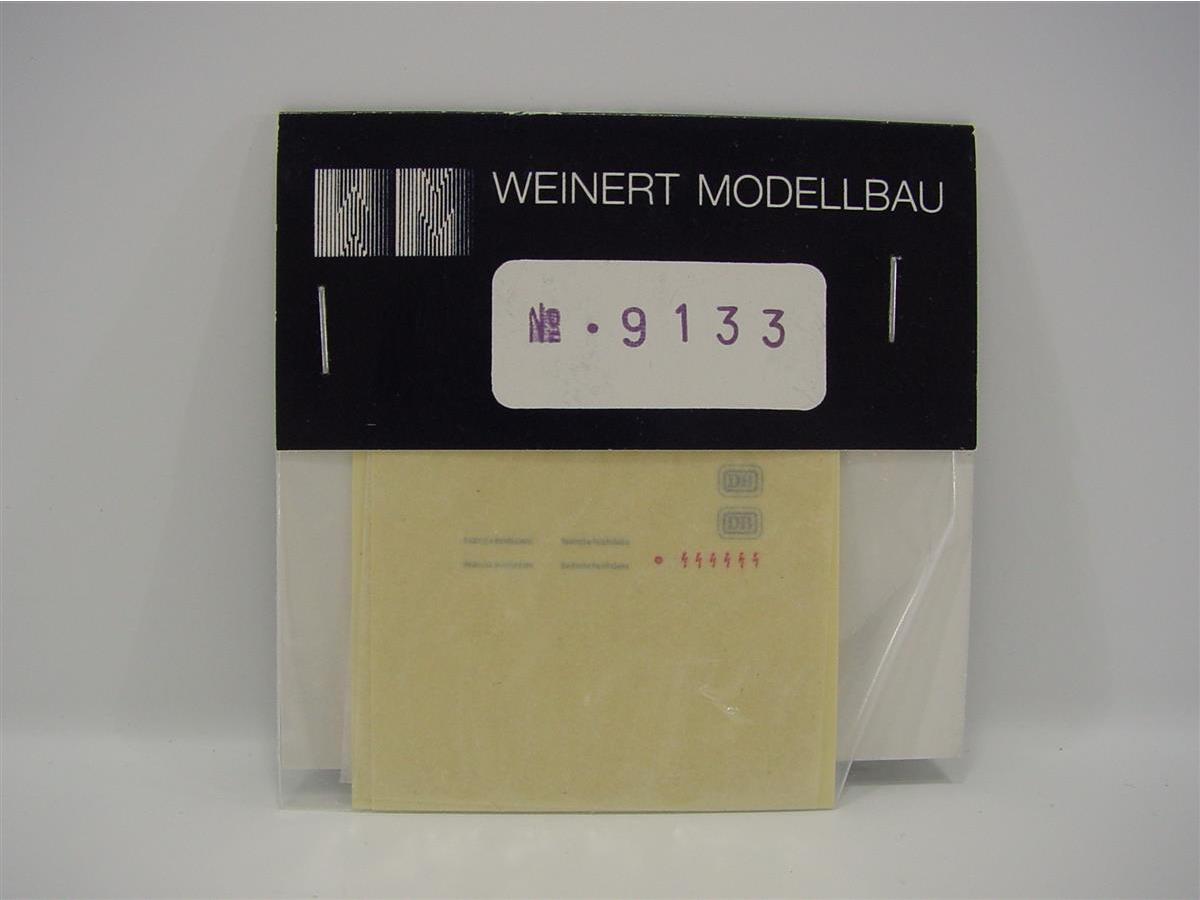 WEINERT MODELLBAU
№ . 9133
DB
DB